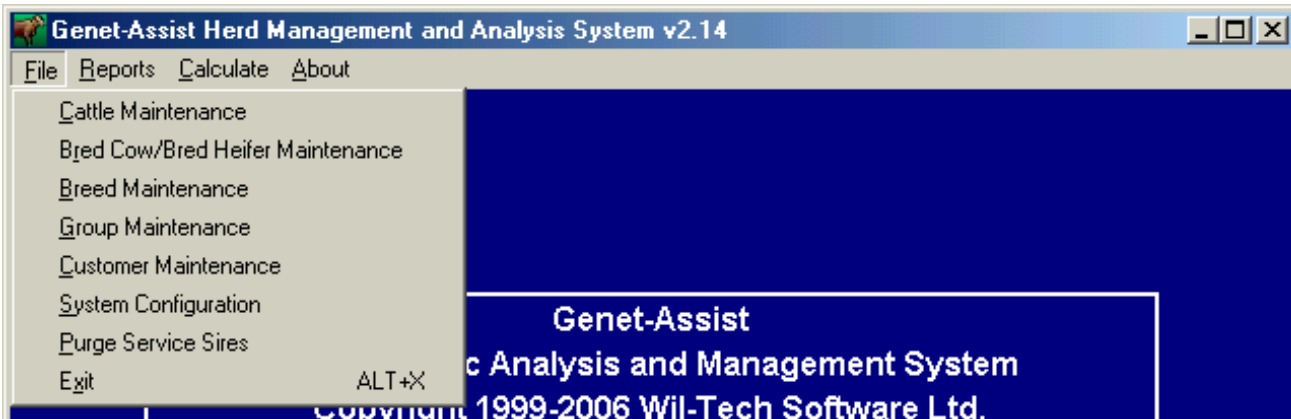 Genet-Assist Herd Management and Analysis System v2.14
File Reports Calculate About
Cattle Maintenance
Bred Cow/Bred Heifer Maintenance
Breed Maintenance
Group Maintenance
Customer Maintenance
System Configuration
Purge Service Sires
Exit ALT+X
Genet-Assist
c Analysis and Management System
Copyright 1999-2006 Wil-Tech Software Ltd.